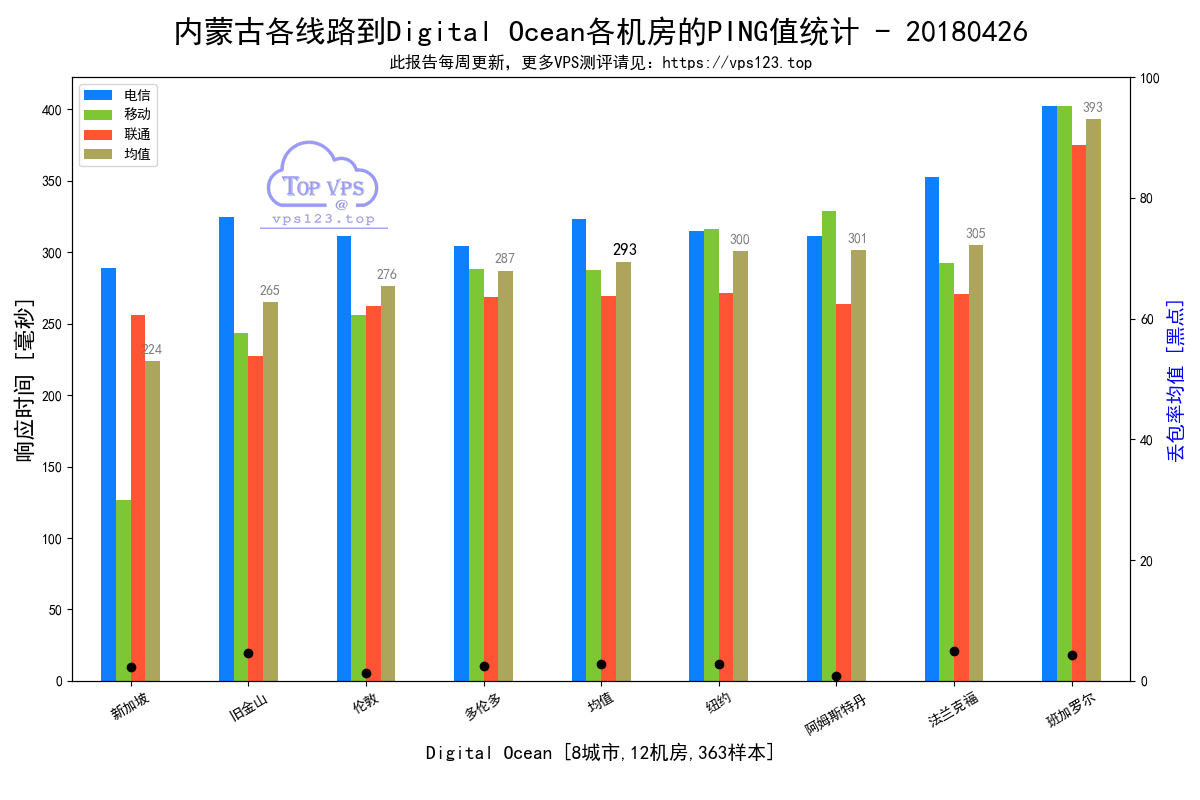 内蒙古各线路到Digital Ocean各机房的PING值统计 - 20180426
此报告每周更新，更多VPS测评请见：https://vps123.top
电信
移动
联通
均值
TOP VPS
@
vps123.top
响应时间 [毫秒]
400
350
300
250
200
150
100
50
0
224
265
276
287
293
300
301
305
393
100
80
60
40
20
0
丢包率均值 [黑点]
新加坡
旧金山
伦敦
多伦多
均值
纽约
阿姆斯特丹
法兰克福
班加罗尔
Digital Ocean [8城市,12机房,363样本]